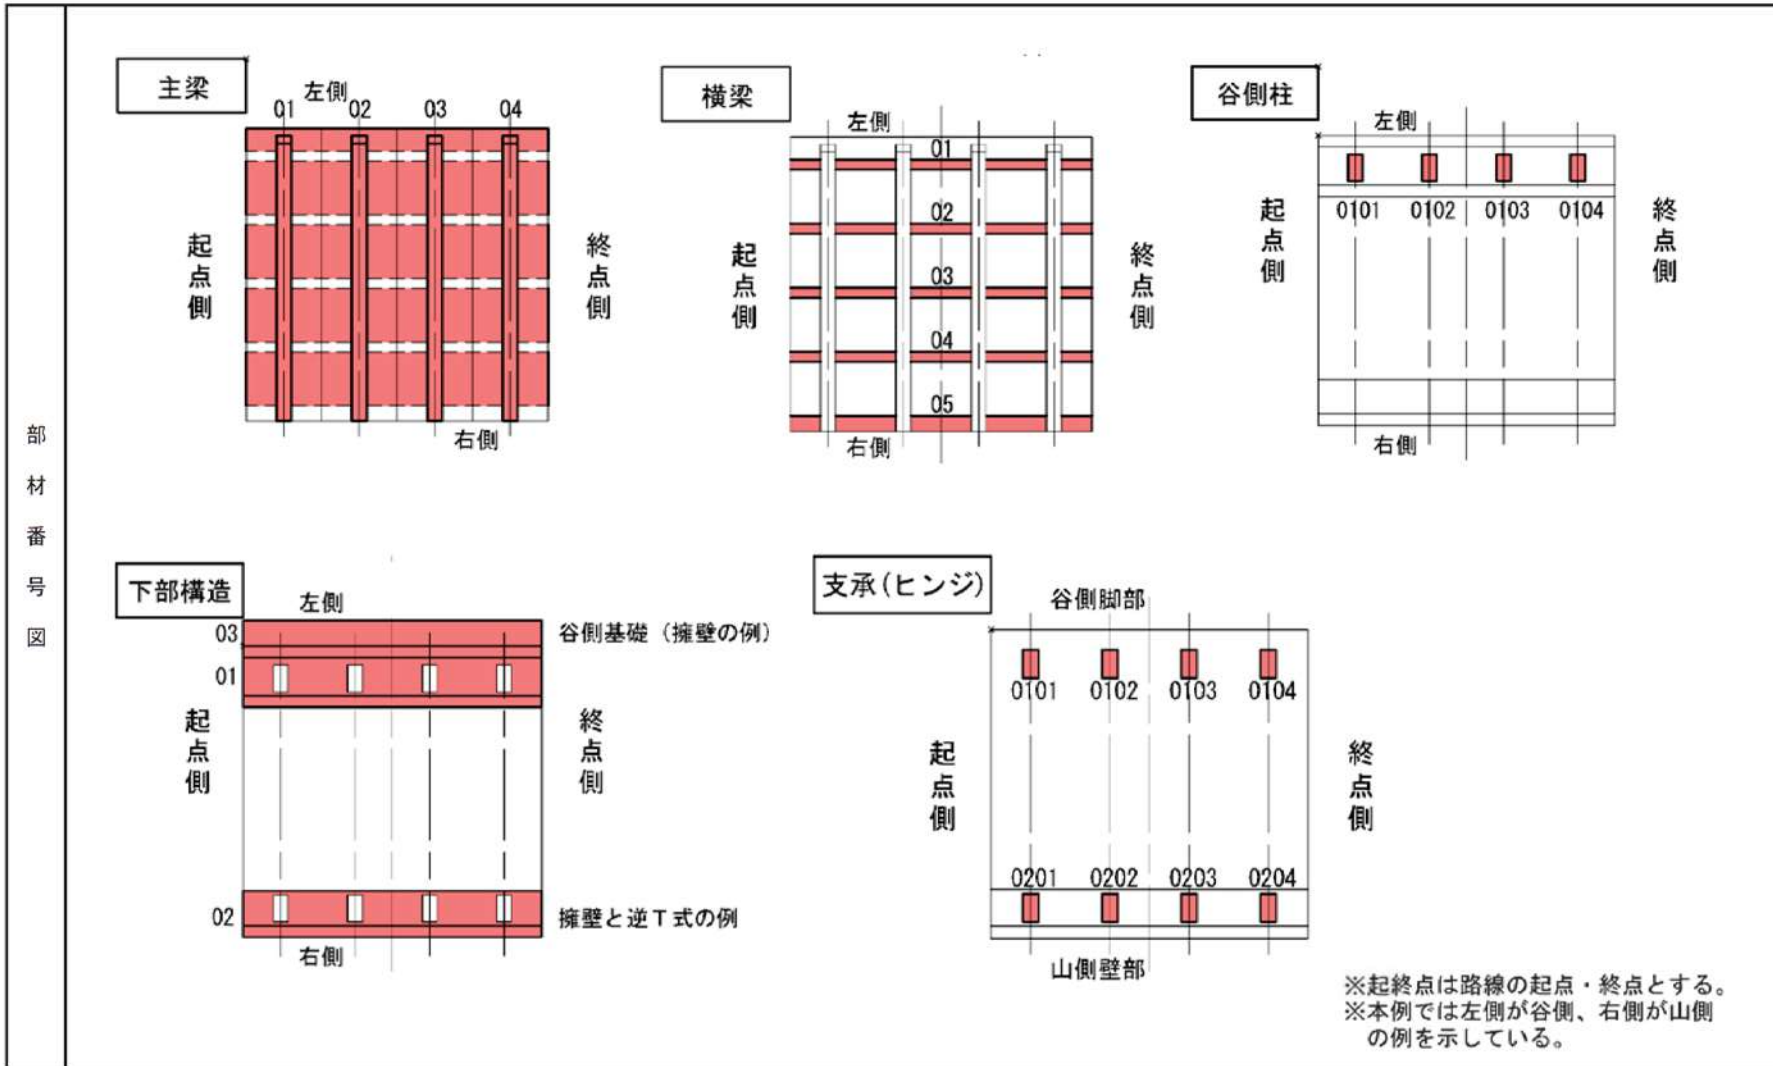 部材番号図
主梁
左側
01 02 03 04
起点側
終点側
右側
横梁
左側
01
02
03
04
05
起点側
終点側
右側
谷側柱
左側
0101 0102 0103 0104
起点側
終点側
右側
下部構造
左側
03
谷側基礎（擁壁の例）
01
起点側
終点側
02
擁壁と逆Ｔ式の例
右側
支承(ヒンジ)
谷側脚部
0101 0102 0103 0104
起点側
終点側
0201 0202 0203 0204
山側壁部
※起終点は路線の起点・終点とする。
※本例では左側が谷側、右側が山側
の例を示している。